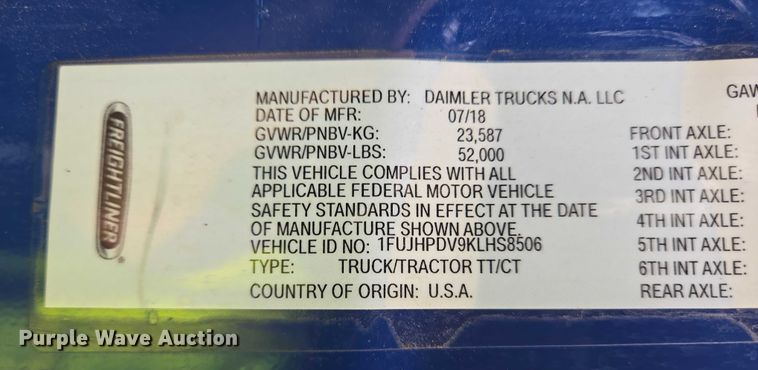 FREIGHTLINER®
MANUFACTURED BY: DAIMLER TRUCKS N.A. LLC
DATE OF MFR: 07/18
GVWR/PNBV-KG: 23,587
GVWR/PNBV-LBS: 52,000
THIS VEHICLE COMPLIES WITH ALL
APPLICABLE FEDERAL MOTOR VEHICLE
SAFETY STANDARDS IN EFFECT AT THE DATE
OF MANUFACTURE SHOWN ABOVE.
VEHICLE ID NO: 1FUJHPDV9KLHS8506
TYPE: TRUCK/TRACTOR TT/CT
COUNTRY OF ORIGIN: U.S.A.
FRONT AXLE:
1ST INT AXLE:
2ND INT AXLE:
3RD INT AXLE:
4TH INT AXLE:
5TH INT AXLE:
6TH INT AXLE:
REAR AXLE:
Purple Wave Auction®